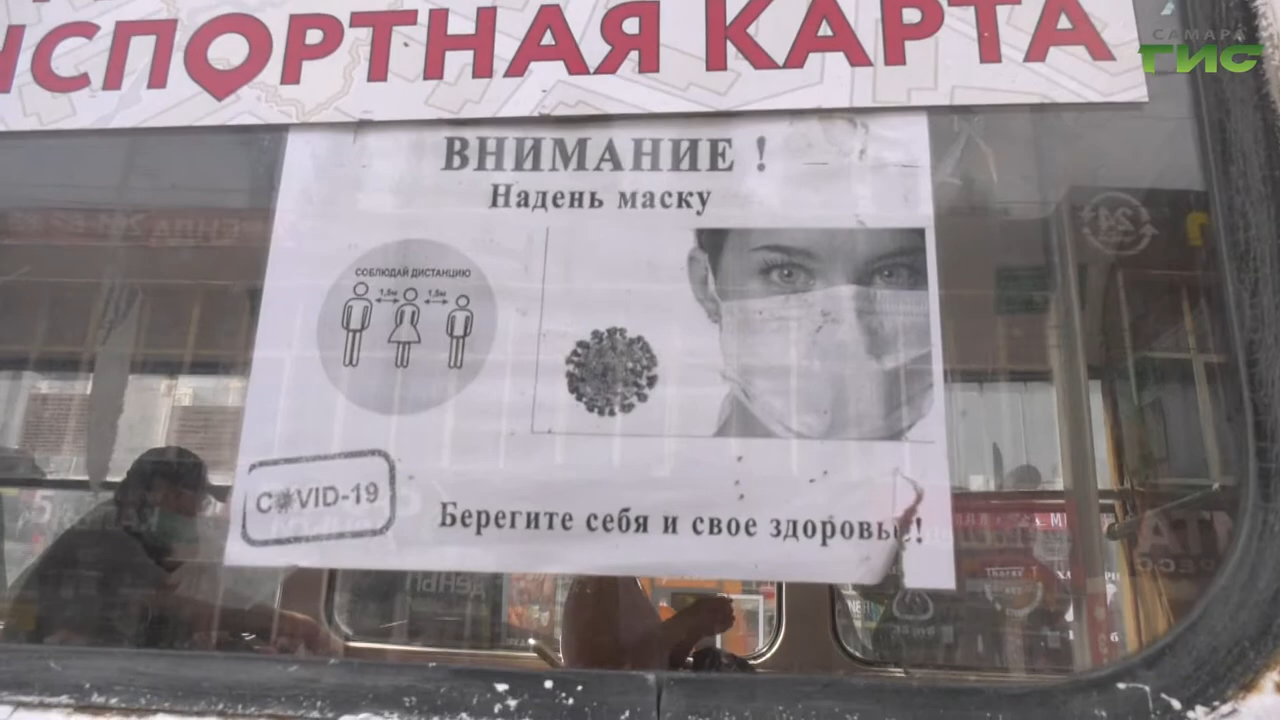 НСПОРТНАЯ КАРТА
САМАРА
ГИС
ВНИМАНИЕ !
Надень маску
СОБЛЮДАЙ ДИСТАНЦИЮ
1,5м 1,5м
24
COVID-19
Берегите себя и свое здоровье!